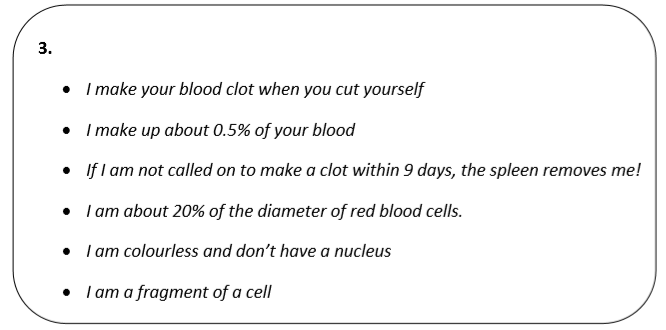 3.
• I make your blood clot when you cut yourself
• I make up about 0.5% of your blood
• If I am not called on to make a clot within 9 days, the spleen removes me!
• I am about 20% of the diameter of red blood cells.
• I am colourless and don't have a nucleus
• I am a fragment of a cell